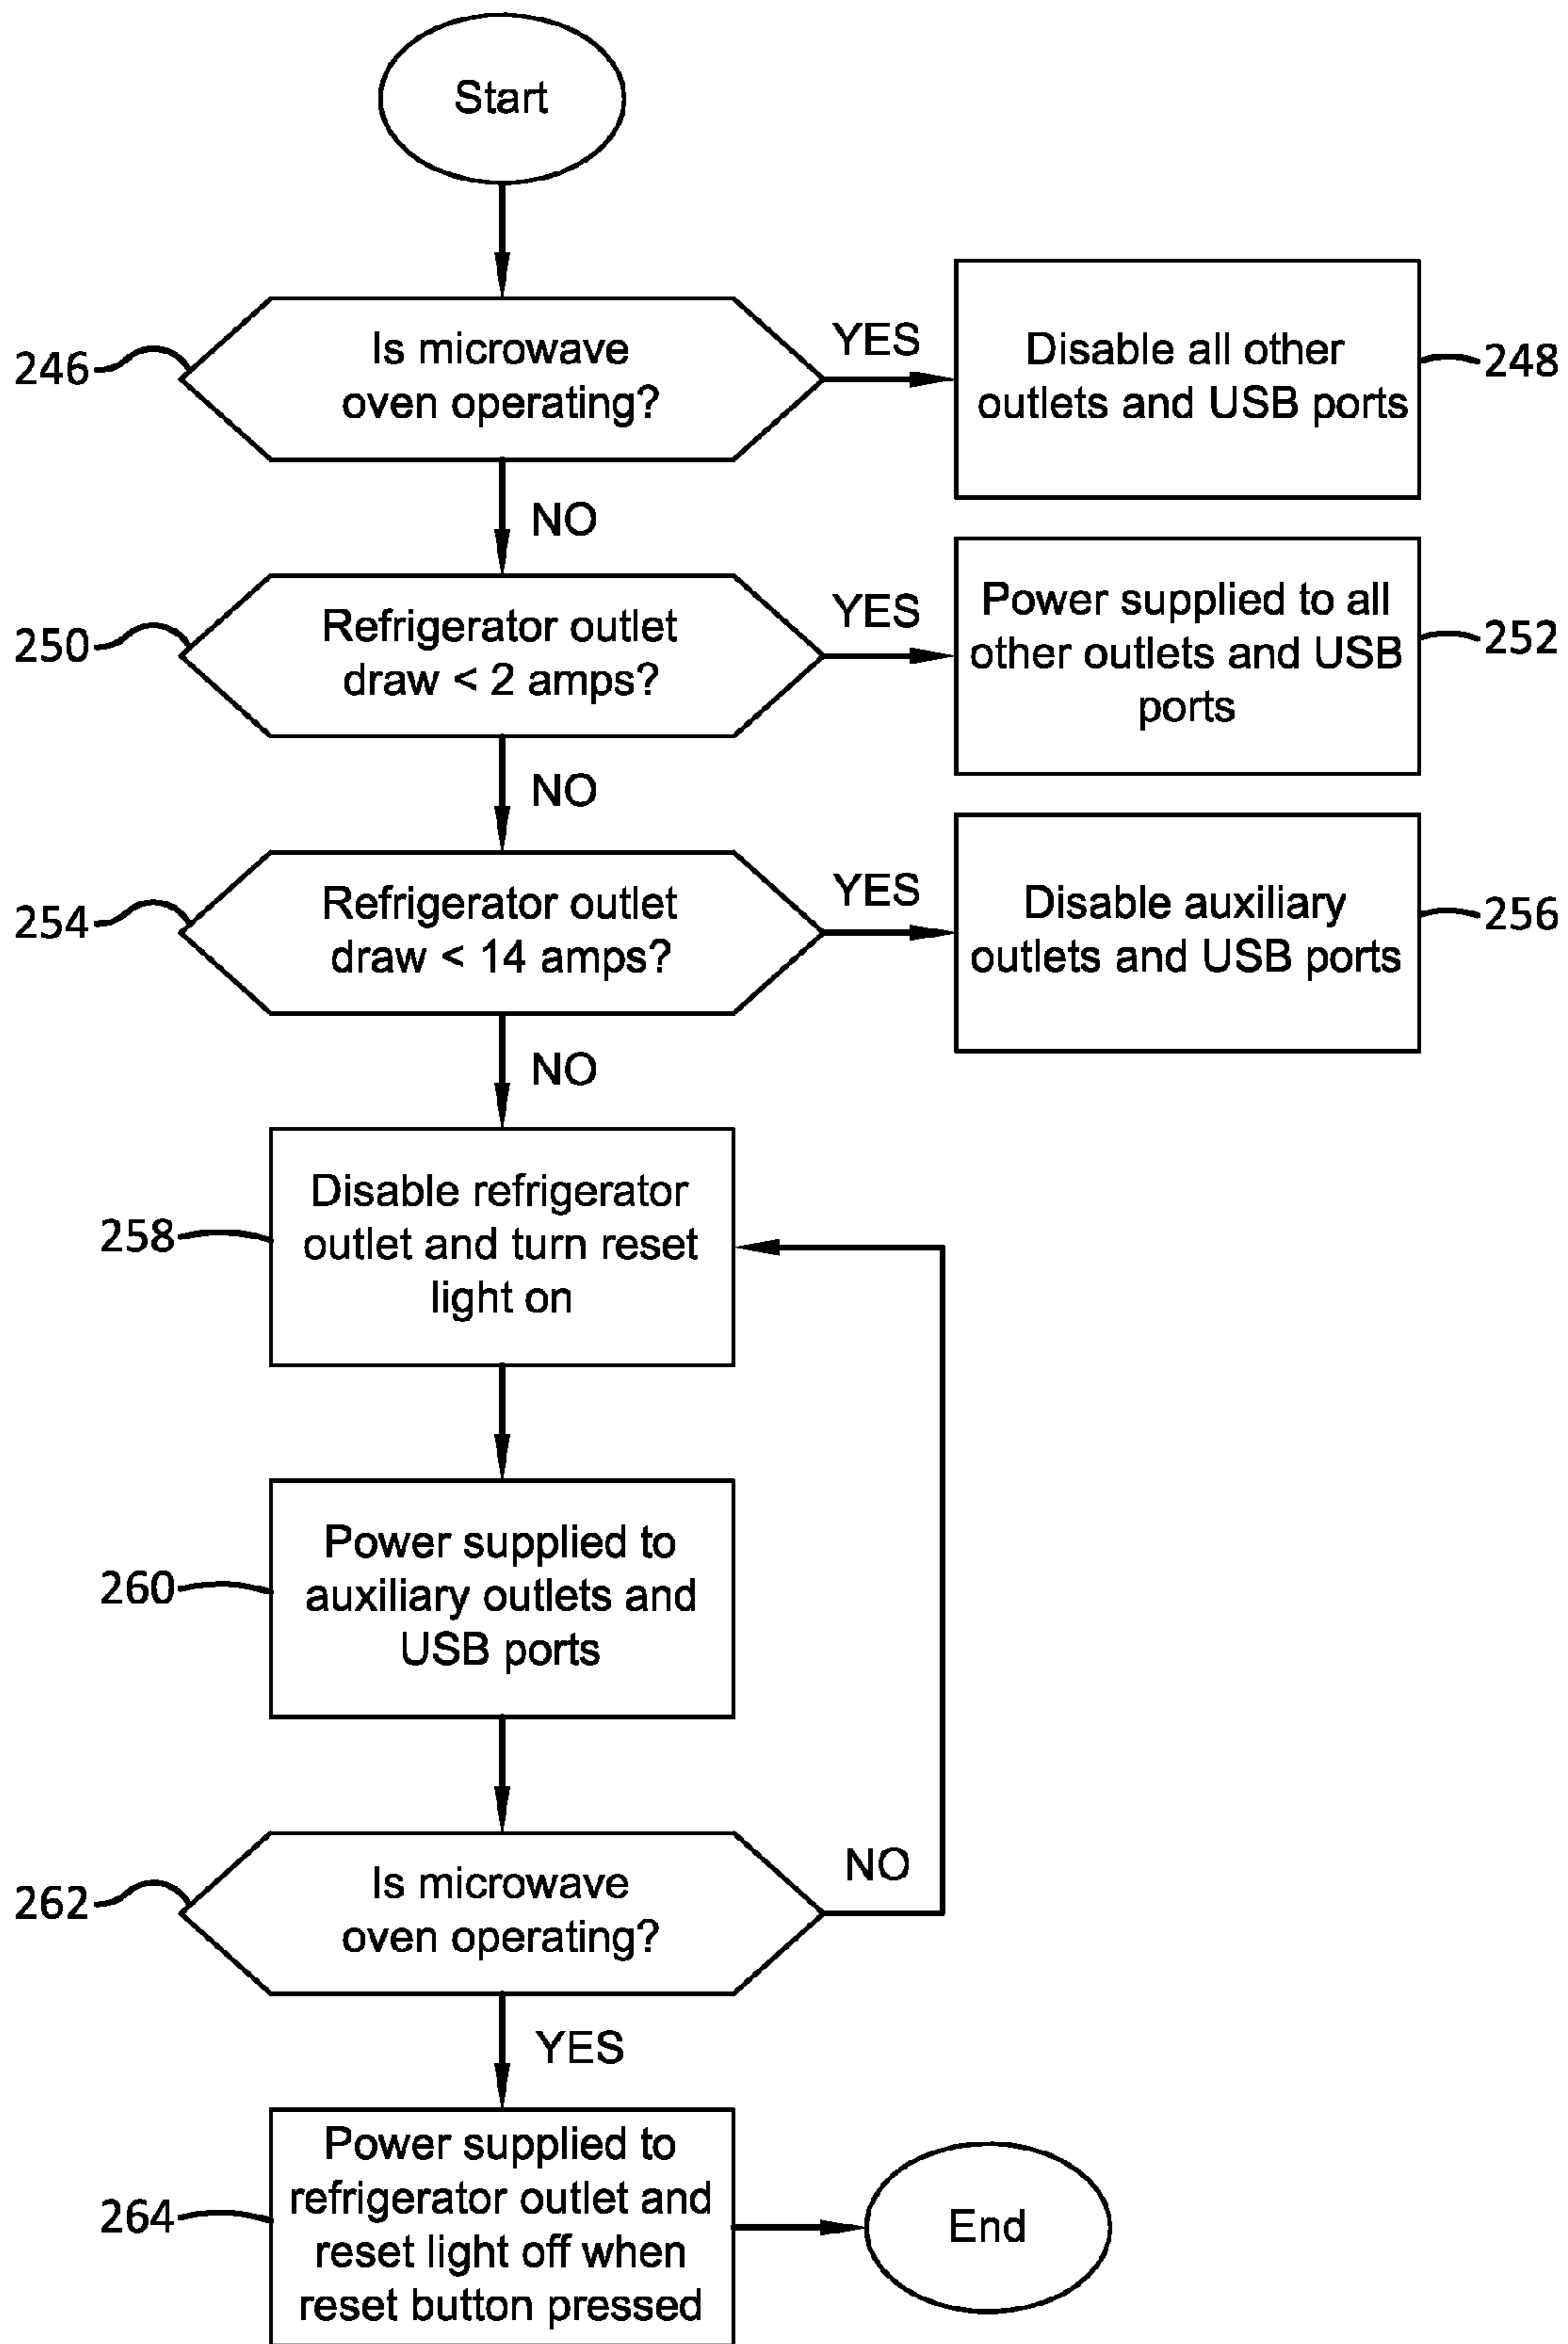 Start
246
Is microwave
oven operating?
YES
Disable all other
outlets and USB ports
248
NO
250
Refrigerator outlet
draw < 2 amps?
YES
Power supplied to all
other outlets and USB
ports
252
NO
254
Refrigerator outlet
draw < 14 amps?
YES
Disable auxiliary
outlets and USB ports
256
NO
258
Disable refrigerator
outlet and turn reset
light on
260
Power supplied to
auxiliary outlets and
USB ports
262
Is microwave
oven operating?
NO
YES
264
Power supplied to
refrigerator outlet and
reset light off when
reset button pressed
End